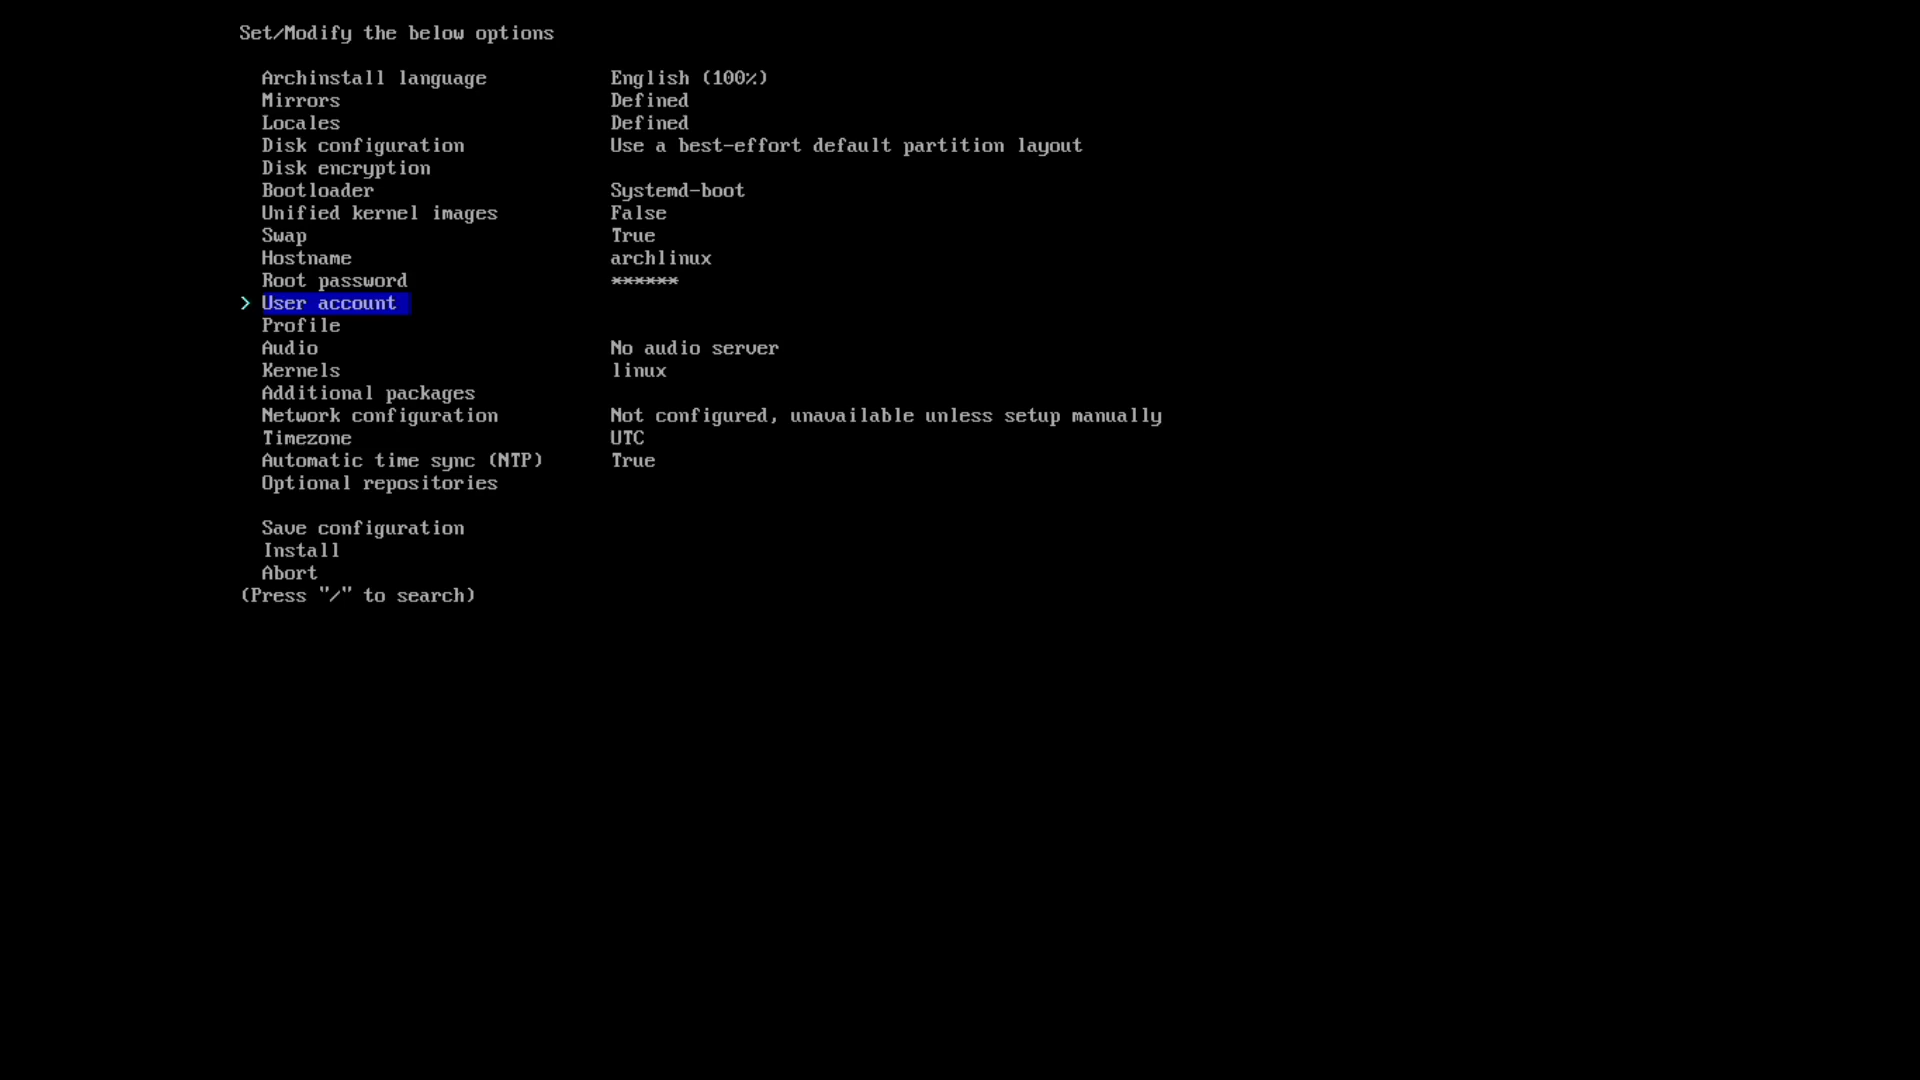 Set/Modify the below options
Archinstall language English (100%)
Mirrors Defined
Locales Defined
Disk configuration Use a best-effort default partition layout
Disk encryption
Bootloader Systemd-boot
Unified kernel images False
Swap True
Hostname archlinux
Root password ******
> User account
Profile
Audio No audio server
Kernels linux
Additional packages
Network configuration Not configured, unavailable unless setup manually
Timezone UTC
Automatic time sync (NTP) True
Optional repositories
Save configuration
Install
Abort
(Press "/" to search)